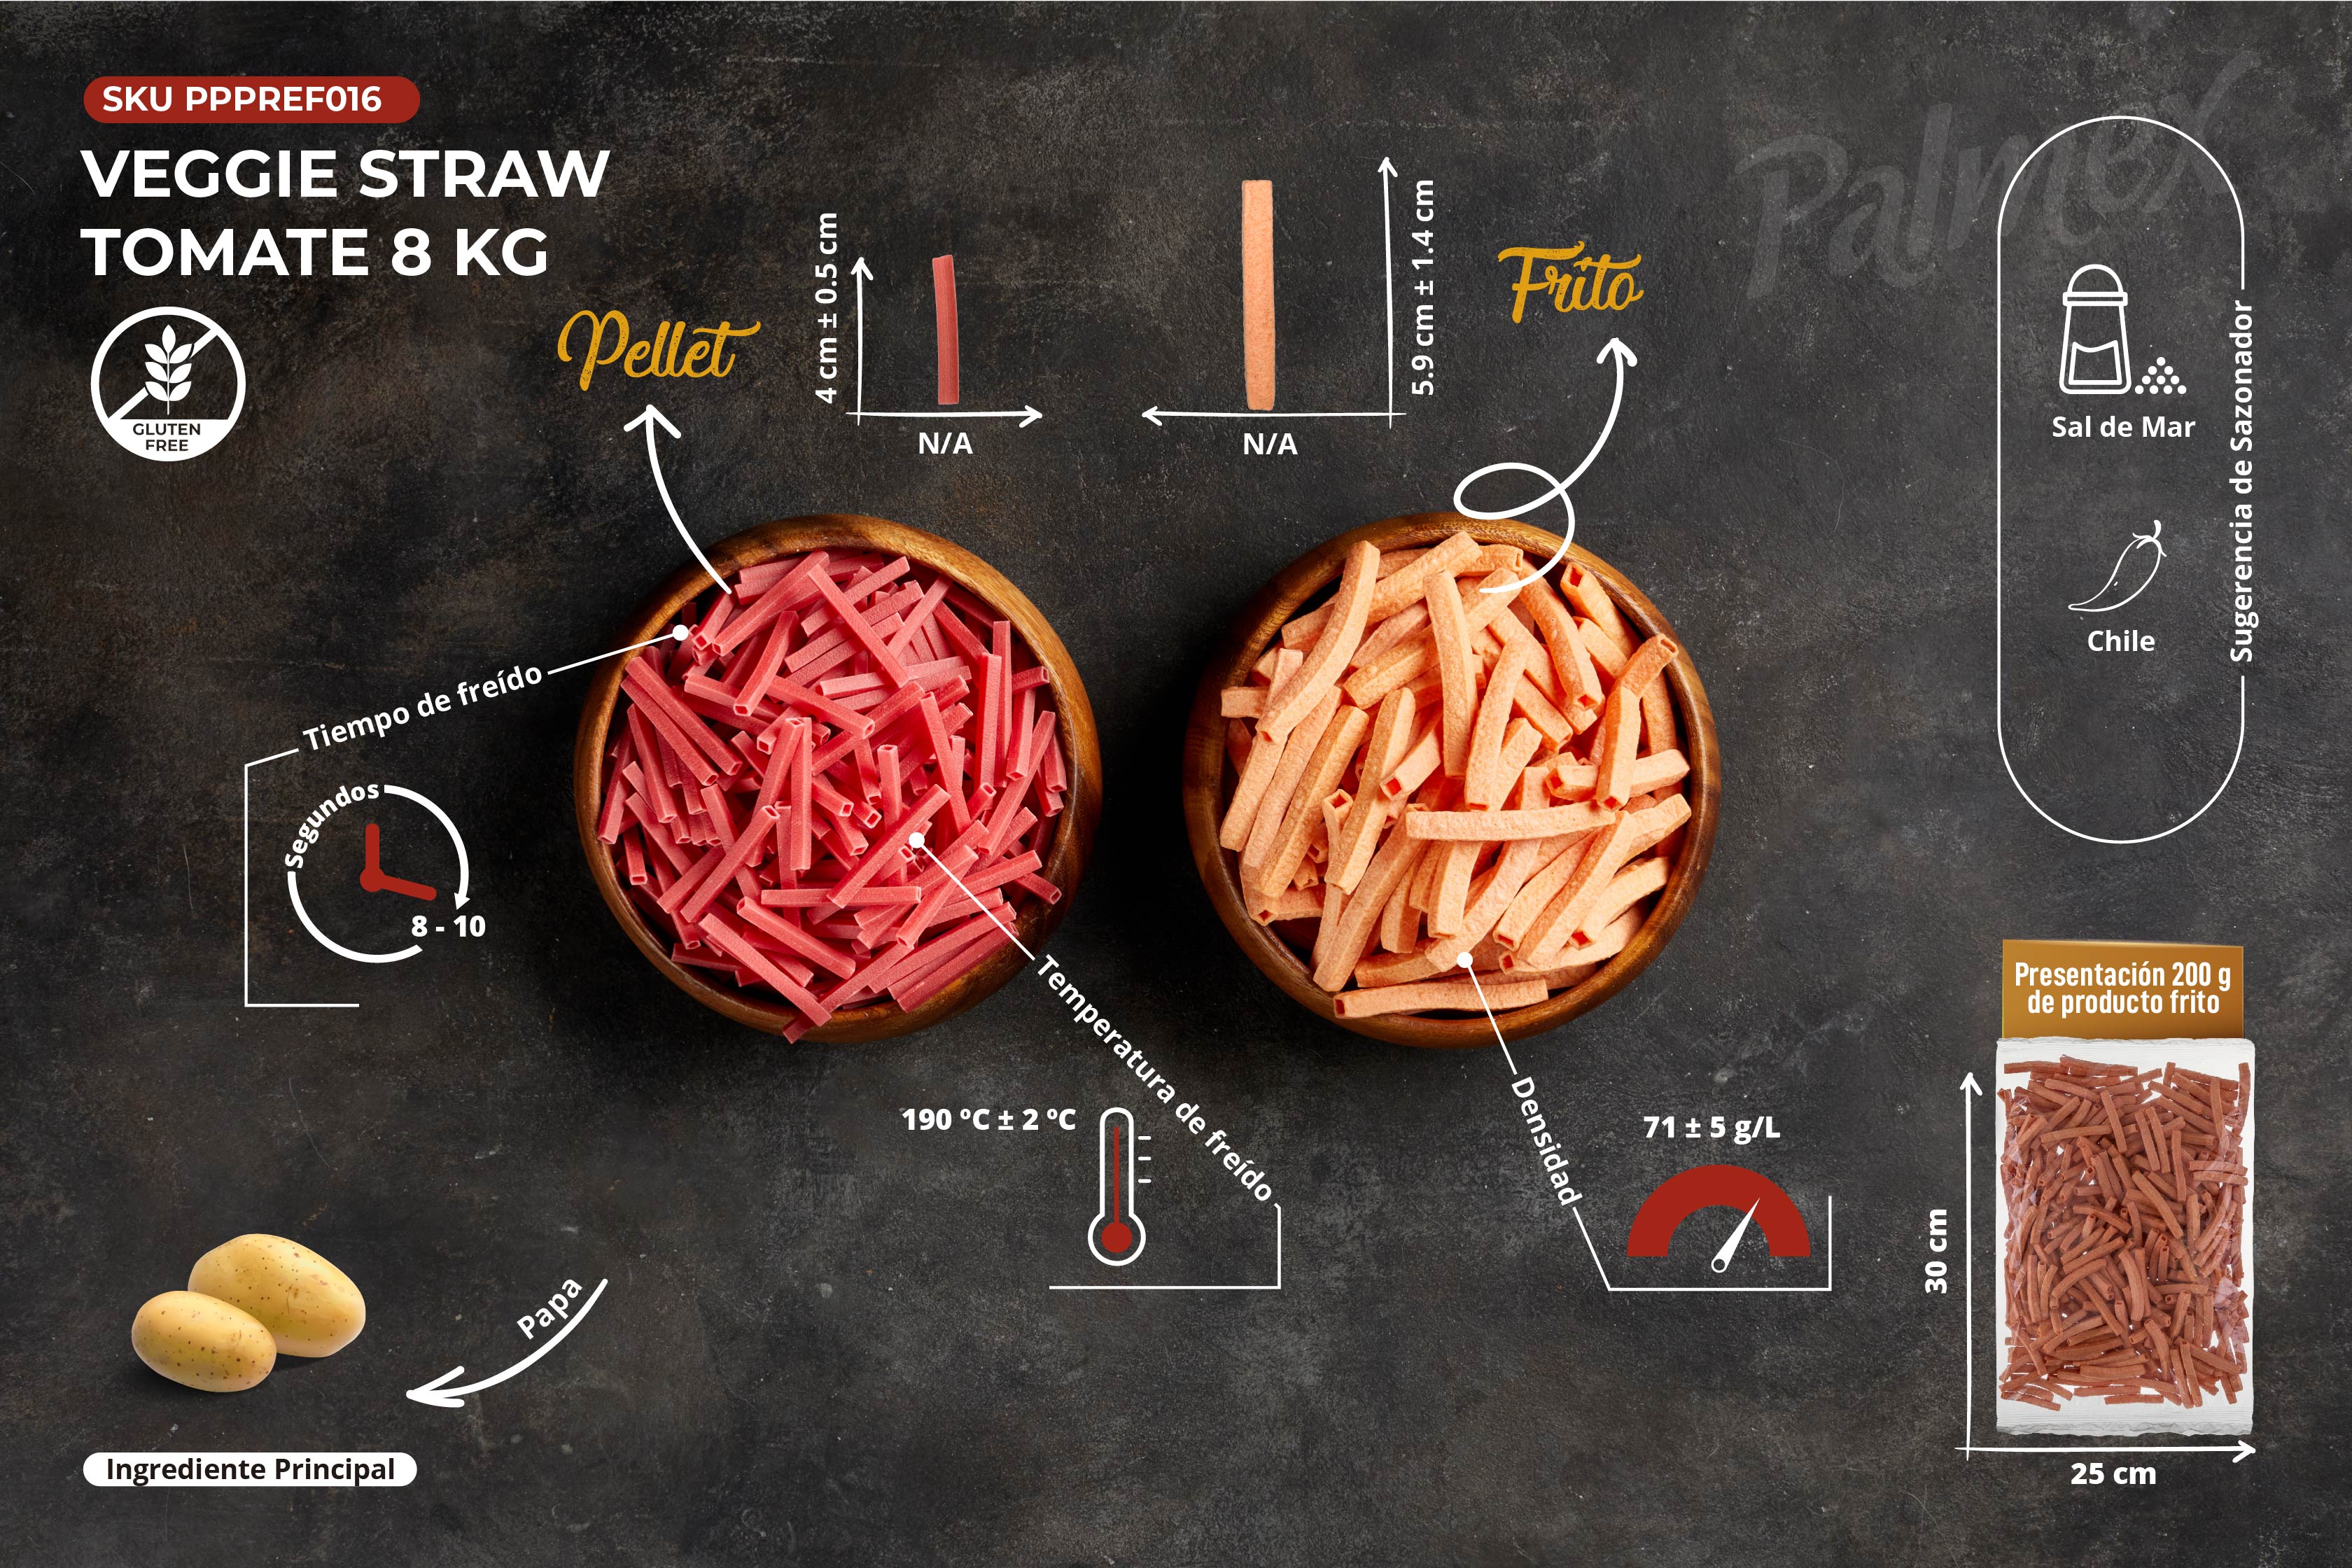 SKU PPPREF016
VEGGIE STRAW
TOMATE 8 KG
GLUTEN
FREE
Pellet
4 cm ± 0.5 cm
N/A
5.9 cm ± 1.4 cm
N/A
Frito
Palmex
Sal de Mar
Chile
Sugerencia de Sazonador
Tiempo de freído
Segundos
8 - 10
Temperatura de freído
190 °C ± 2 °C
Densidad
71 ± 5 g/L
Presentación 200 g
de producto frito
30 cm
25 cm
Papa
Ingrediente Principal